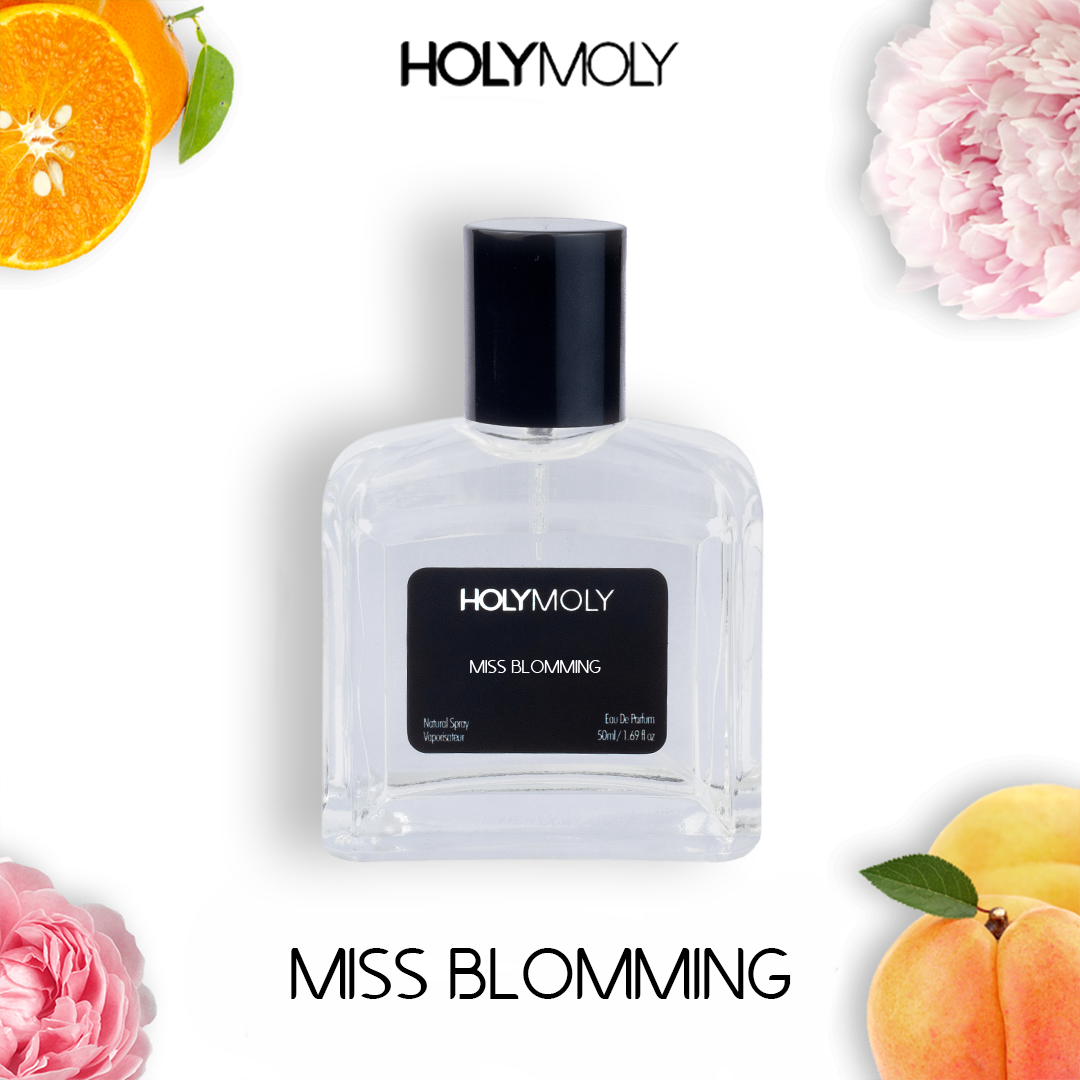 HOLYMOLY
HOLYMOLY
MISS BLOMMING
Natural Spray
Vaporisateur
Eau De Parfum
50ml / 1.69 fl oz
MISS BLOMMING